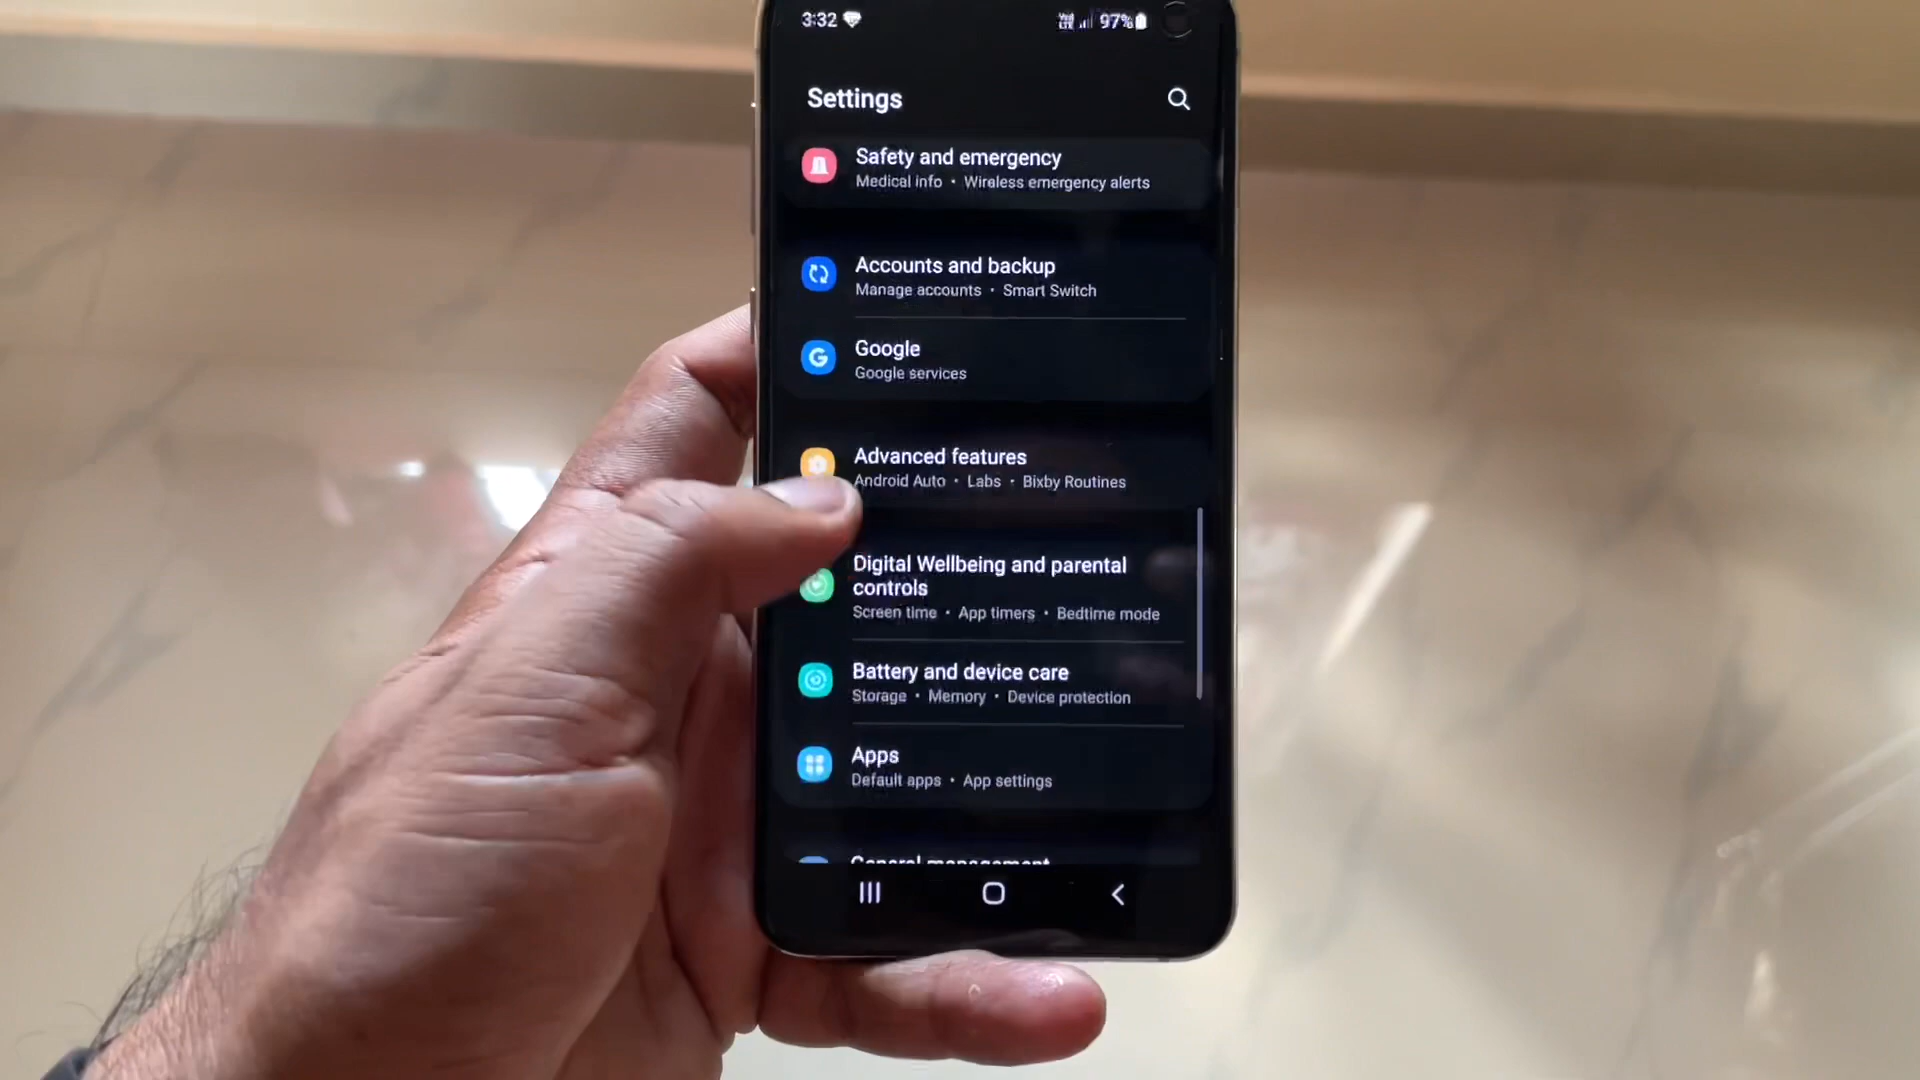 3:32
97%
Settings
Safety and emergency
Medical info • Wireless emergency alerts
Accounts and backup
Manage accounts • Smart Switch
Google
Google services
Advanced features
Android Auto • Labs • Bixby Routines
Digital Wellbeing and parental
controls
Screen time • App timers • Bedtime mode
Battery and device care
Storage • Memory • Device protection
Apps
Default apps • App settings
General management